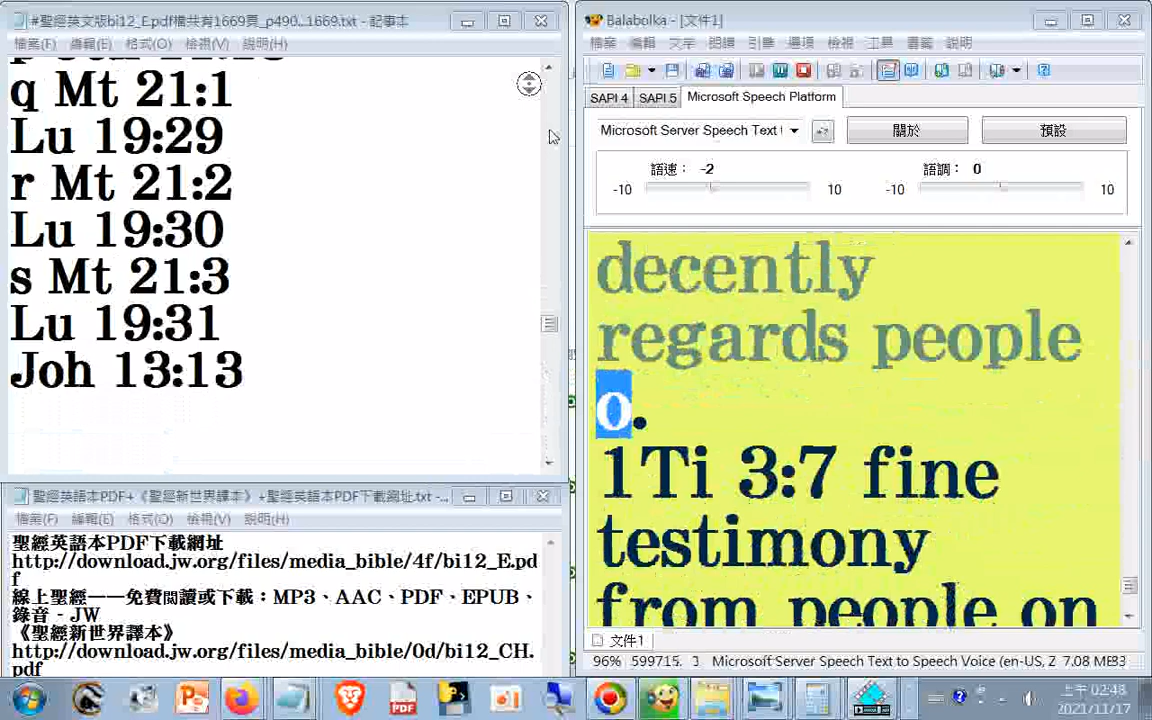 #聖經英文版bi12_E.pdf檔共有1669頁_p490...1669.txt - 記事本
檔案(F) 編輯(E) 格式(O) 檢視(V) 說明(H)
q Mt 21:1
Lu 19:29
r Mt 21:2
Lu 19:30
s Mt 21:3
Lu 19:31
Joh 13:13
聖經英語本PDF+《聖經新世界譯本》+聖經英語本PDF下載網址.txt -...
檔案(F) 編輯(E) 格式(O) 檢視(V) 說明(H)
聖經英語本PDF下載網址
http://download.jw.org/files/media_bible/4f/bi12_E.pd
f
線上聖經——免費閱讀或下載：MP3、AAC、PDF、EPUB、
錄音 - JW
《聖經新世界譯本》
http://download.jw.org/files/media_bible/0d/bi12_CH.
pdf
Balabolka - [文件1]
檔案 編輯 文字 朗讀 引擎 選項 檢視 工具 書籤 說明
SAPI 4 SAPI 5 Microsoft Speech Platform
Microsoft Server Speech Text 關於 預設
語速： -2 語調： 0
-10 10 -10 10
decently
regards people
o.
1Ti 3:7 fine
testimony
from people on
文件1
96% 599715. Microsoft Server Speech Text to Speech Voice (en-US, Z 7.08 MB
上午 02:48
2021/11/17